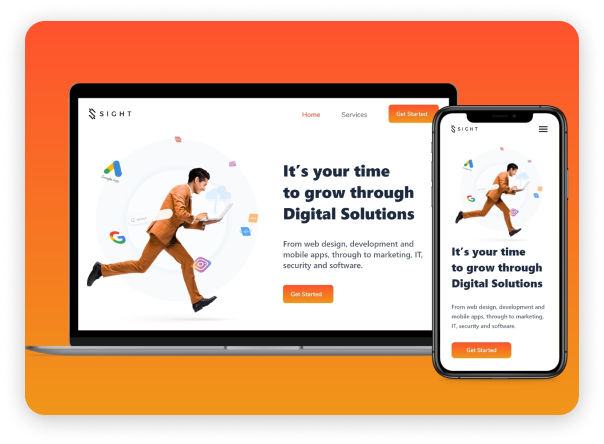 SIGHT
Home
Services
Get Started
Google Ads
It's your time
to grow through
Digital Solutions
From web design, development and
mobile apps, through to marketing, IT,
security and software.
Get Started
SIGHT
It's your time
to grow through
Digital Solutions
From web design, development and
mobile apps, through to marketing,
IT, security and software.
Get Started